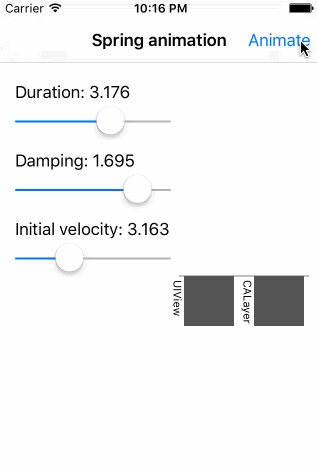 Carrier 10:16 PM
Spring animation Animate
Duration: 3.176
Damping: 1.695
Initial velocity: 3.163
UIView
CALayer